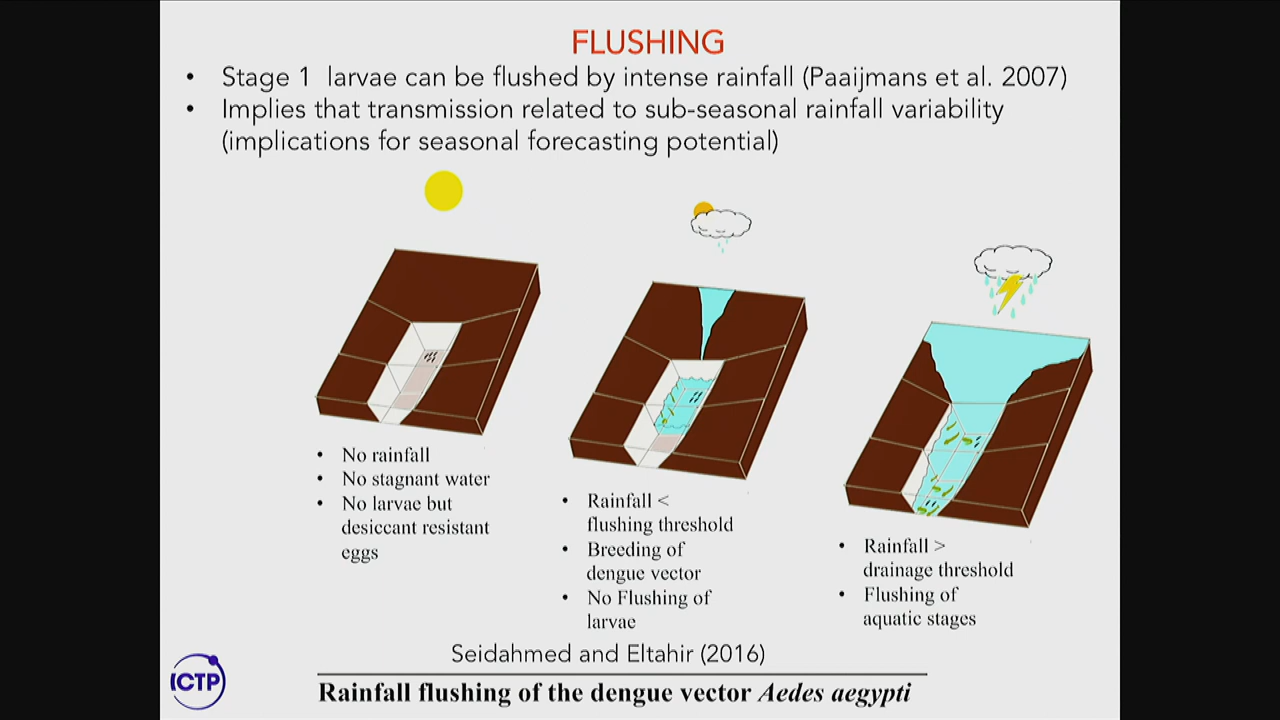 FLUSHING
• Stage 1 larvae can be flushed by intense rainfall (Paaijmans et al. 2007)
• Implies that transmission related to sub-seasonal rainfall variability
(implications for seasonal forecasting potential)
• No rainfall
• No stagnant water
• No larvae but
desiccant resistant
eggs
• Rainfall <
flushing threshold
• Breeding of
dengue vector
• No Flushing of
larvae
• Rainfall >
drainage threshold
• Flushing of
aquatic stages
Seidahmed and Eltahir (2016)
Rainfall flushing of the dengue vector Aedes aegypti
ICTP